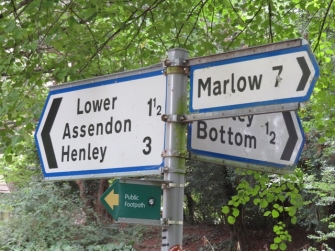 Lower
Assendon 1½
Henley 3
Marlow 7
Bottom ½
Public
Footpath